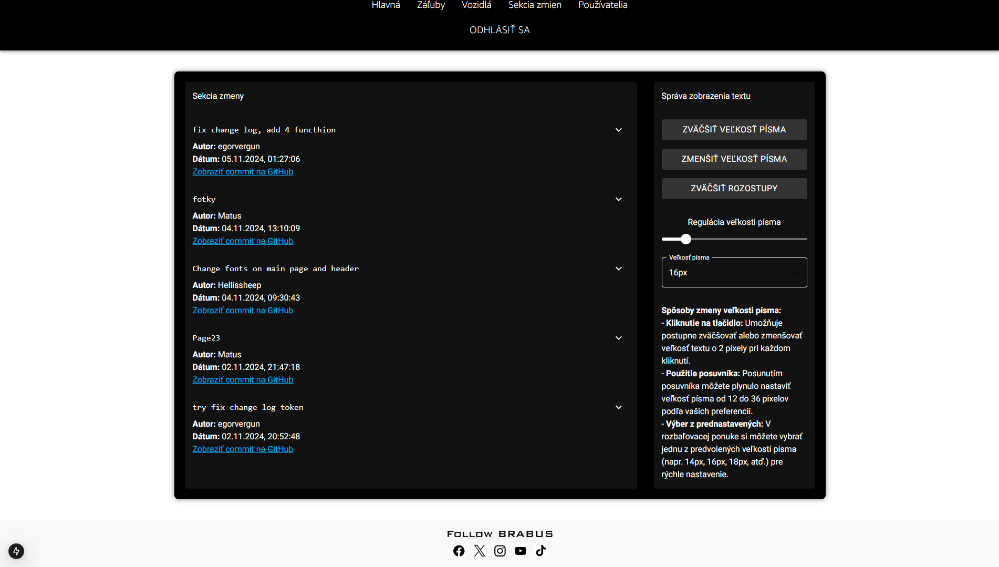 Hlavná Záľuby Vozidlá Sekcia zmien Používatelia
ODHLÁSIŤ SA
Sekcia zmeny
fix change log, add 4 functhion
Autor: egorvergun
Dátum: 05.11.2024, 01:27:06
Zobraziť commit na GitHub
fotky
Autor: Matus
Dátum: 04.11.2024, 13:10:09
Zobraziť commit na GitHub
Change fonts on main page and header
Autor: Hellissheep
Dátum: 04.11.2024, 09:30:43
Zobraziť commit na GitHub
Page23
Autor: Matus
Dátum: 02.11.2024, 21:47:18
Zobraziť commit na GitHub
try fix change log token
Autor: egorvergun
Dátum: 02.11.2024, 20:52:48
Zobraziť commit na GitHub
Správa zobrazenia textu
ZVÄČŠIŤ VEĽKOSŤ PÍSMA
ZMENŠIŤ VEĽKOSŤ PÍSMA
ZVÄČŠIŤ ROZOSTUPY
Regulácia veľkosti písma
Veľkosť písma
16px
Spôsoby zmeny veľkosti písma:
- Kliknutie na tlačidlo: Umožňuje
postupne zväčšovať alebo zmenšovať
veľkosť textu o 2 pixely pri každom
kliknutí.
- Použitie posuvníka: Posunutím
posuvníka môžete plynulo nastaviť
veľkosť písma od 12 do 36 pixelov
podľa vašich preferencií.
- Výber z prednastavených: V
rozbaľovacej ponuke si môžete vybrať
jednu z predvolených veľkostí písma
(napr. 14px, 16px, 18px, atď.) pre
rýchle nastavenie.
Follow BRABUS